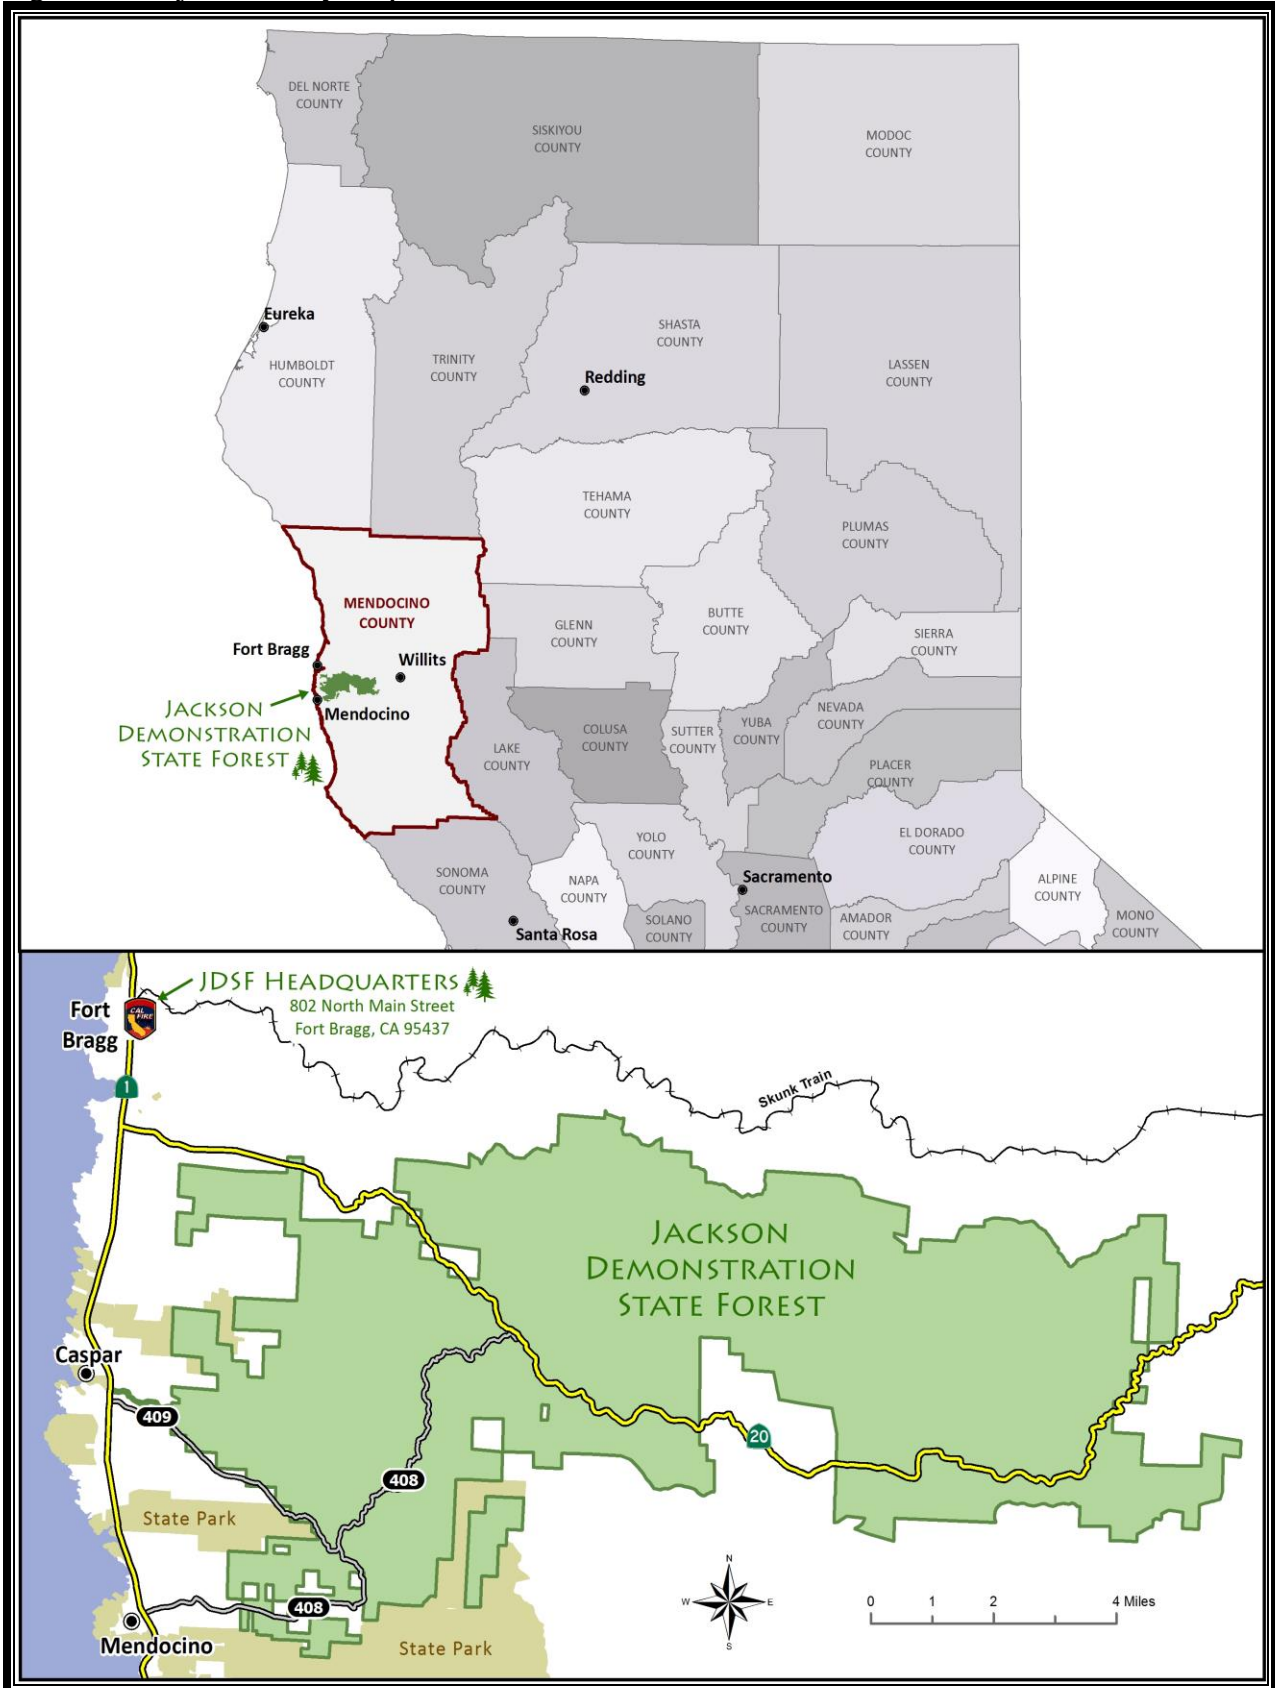 DEL NORTE
COUNTY
SISKIYOU
COUNTY
MODOC
COUNTY
Eureka
HUMBOLDT
COUNTY
TRINITY
COUNTY
SHASTA
COUNTY
Redding
LASSEN
COUNTY
TEHAMA
COUNTY
PLUMAS
COUNTY
MENDOCINO
COUNTY
GLENN
COUNTY
BUTTE
COUNTY
SIERRA
COUNTY
Fort Bragg
Willits
JACKSON
DEMONSTRATION
STATE FOREST
Mendocino
LAKE
COUNTY
COLUSA
COUNTY
SUTTER
COUNTY
YUBA
COUNTY
NEVADA
COUNTY
PLACER
COUNTY
YOLO
COUNTY
EL DORADO
COUNTY
SONOMA
COUNTY
NAPA
COUNTY
Sacramento
SACRAMENTO
COUNTY
ALPINE
COUNTY
Santa Rosa
SOLANO
COUNTY
AMADOR
COUNTY
MONO
COUNTY
JDSF HEADQUARTERS
802 North Main Street
Fort Bragg, CA 95437
Fort
Bragg
CAL
FIRE
1
Skunk Train
JACKSON
DEMONSTRATION
STATE FOREST
Caspar
409
20
408
State Park
408
Mendocino
State Park
N
W
E
S
0 1 2 4 Miles